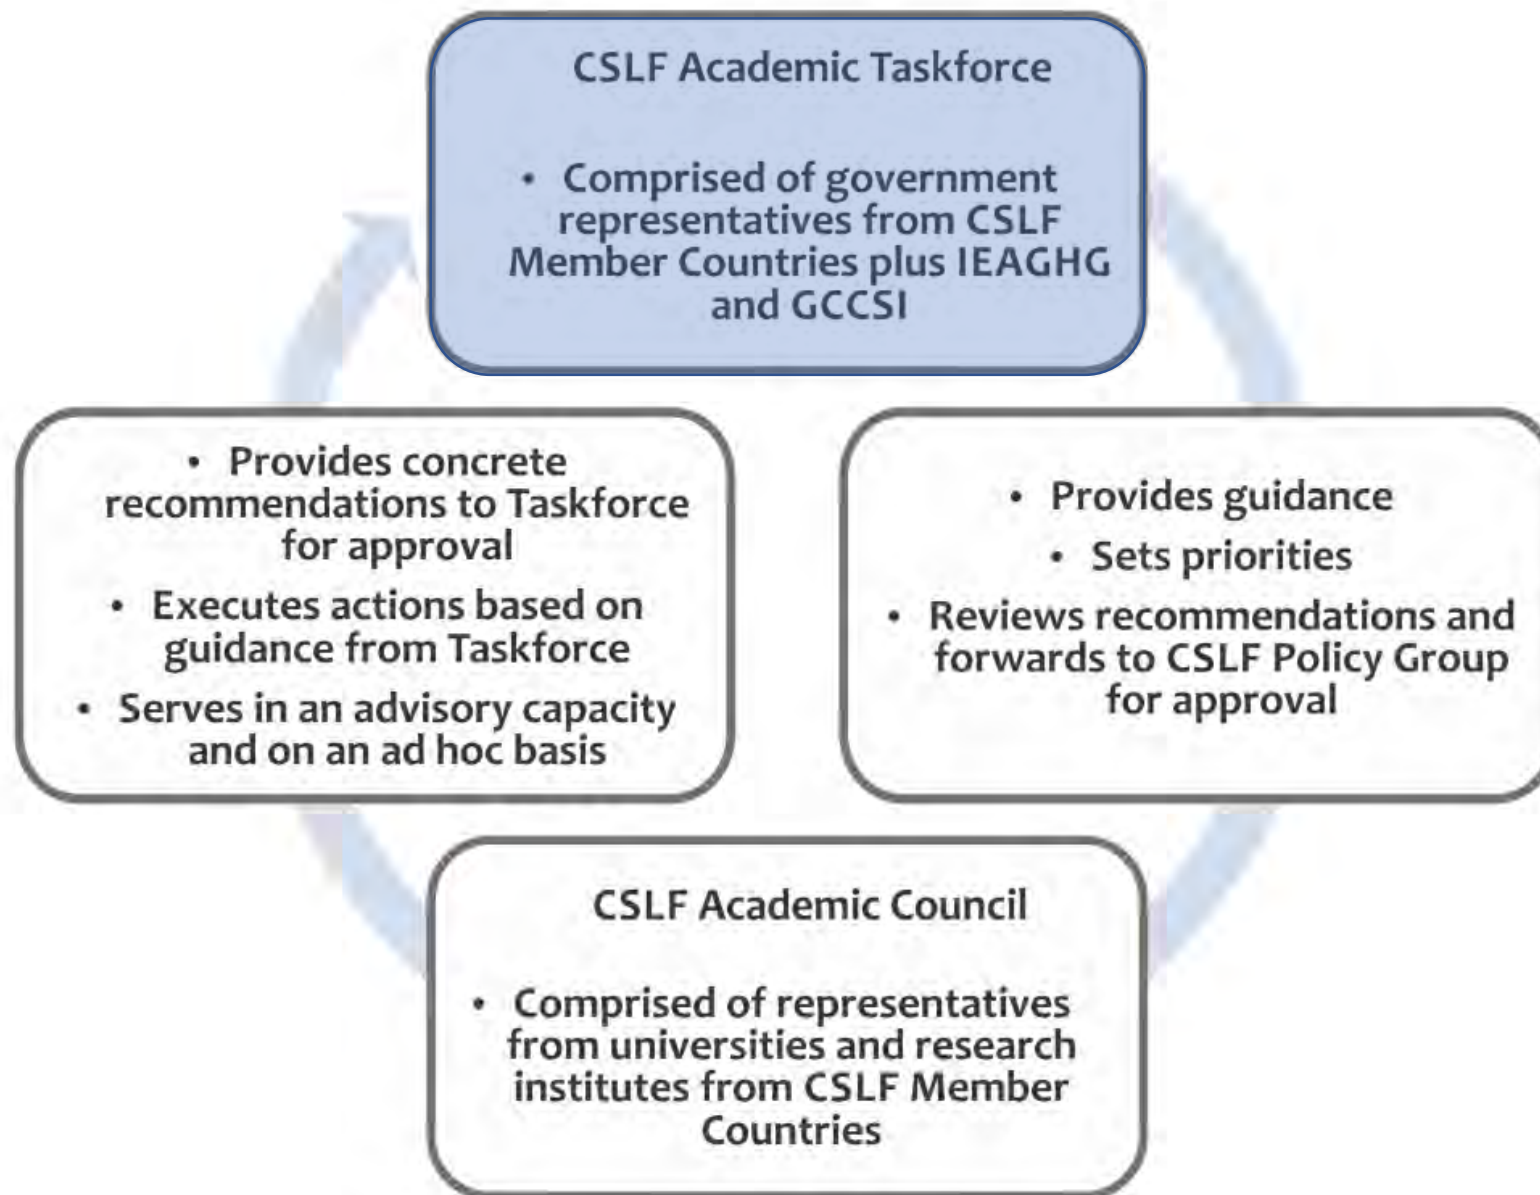 CSLF Academic Taskforce
• Comprised of government
representatives from CSLF
Member Countries plus IEAGHG
and GCCSI
• Provides concrete
recommendations to Taskforce
for approval
• Executes actions based on
guidance from Taskforce
• Serves in an advisory capacity
and on an ad hoc basis
• Provides guidance
• Sets priorities
• Reviews recommendations and
forwards to CSLF Policy Group
for approval
CSLF Academic Council
• Comprised of representatives
from universities and research
institutes from CSLF Member
Countries